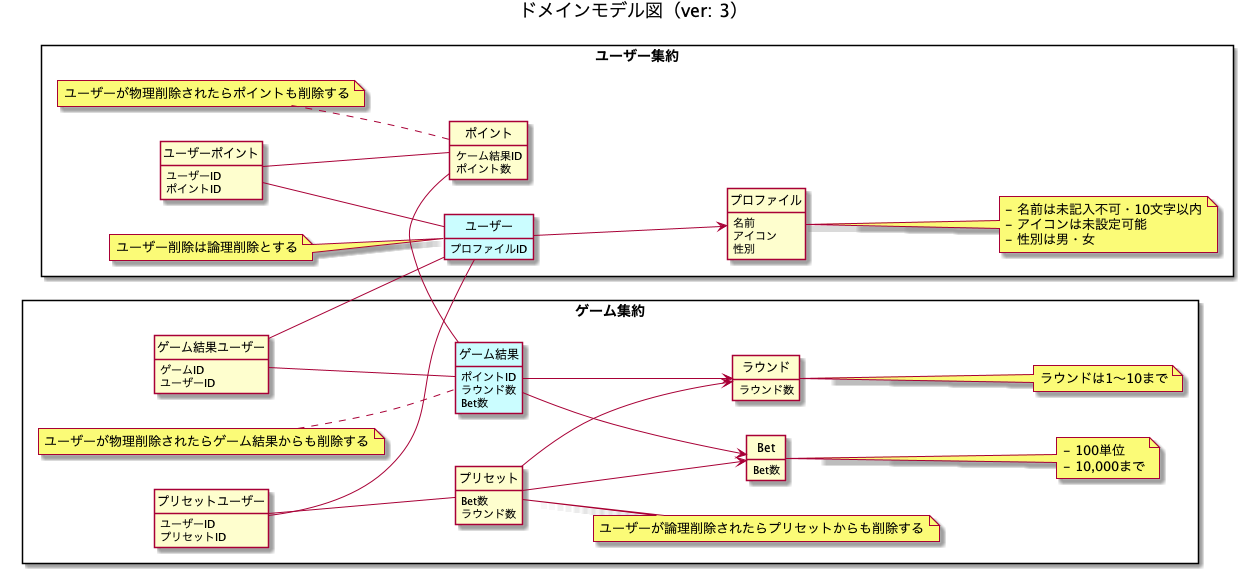 ドメインモデル図（ver: 3）
ユーザー集約
ユーザーが物理削除されたらポイントも削除する
ポイント
ゲーム結果ID
ポイント数
ユーザーポイント
ユーザーID
ポイントID
ユーザー
プロファイルID
ユーザー削除は論理削除とする
プロファイル
名前
アイコン
性別
- 名前は未記入不可・10文字以内
- アイコンは未設定可能
- 性別は男・女
ゲーム集約
ゲーム結果ユーザー
ゲームID
ユーザーID
ゲーム結果
ポイントID
ラウンド数
Bet数
ラウンド
ラウンド数
ラウンドは1〜10まで
ユーザーが物理削除されたらゲーム結果からも削除する
Bet
Bet数
- 100単位
- 10,000まで
プリセット
Bet数
ラウンド数
プリセットユーザー
ユーザーID
プリセットID
ユーザーが論理削除されたらプリセットからも削除する